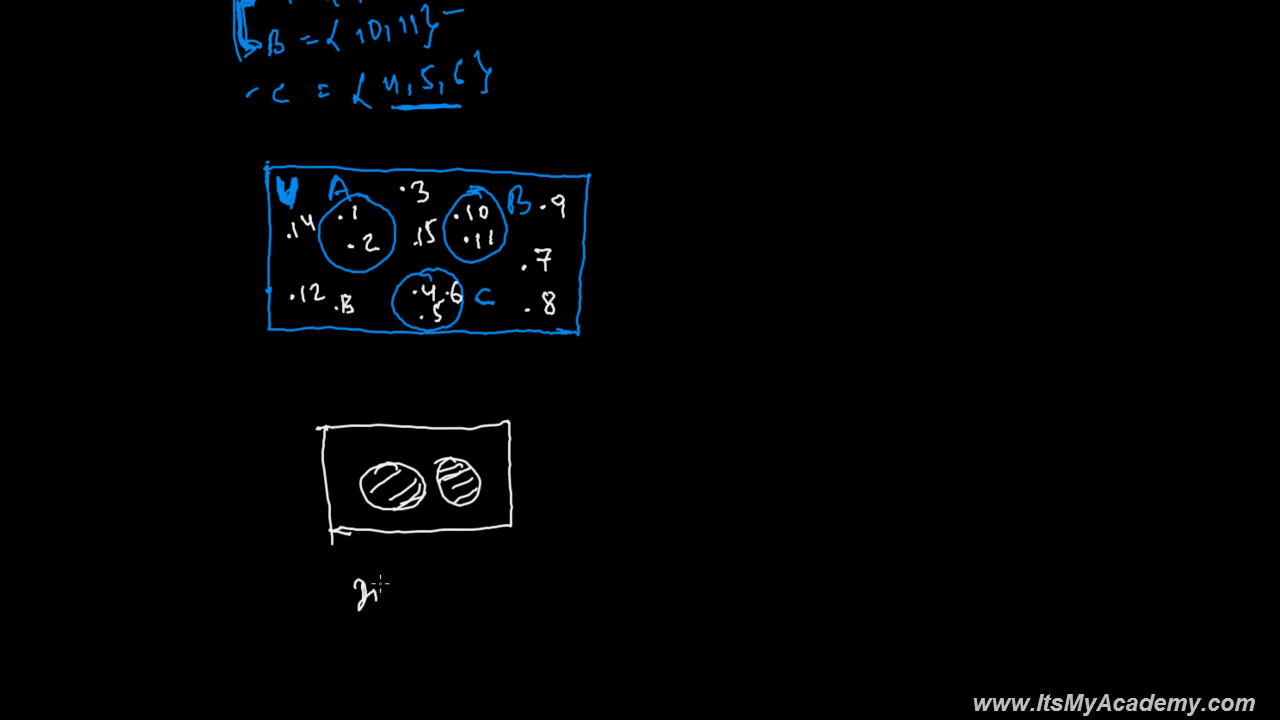 B = { 10, 11 }
C = { 4, 5, 6 }
U A .3 B .9
.1 .10
.14 .2 .15 .11
.7
.12 .B .4 .6 C .8
.5
www.ItsMyAcademy.com